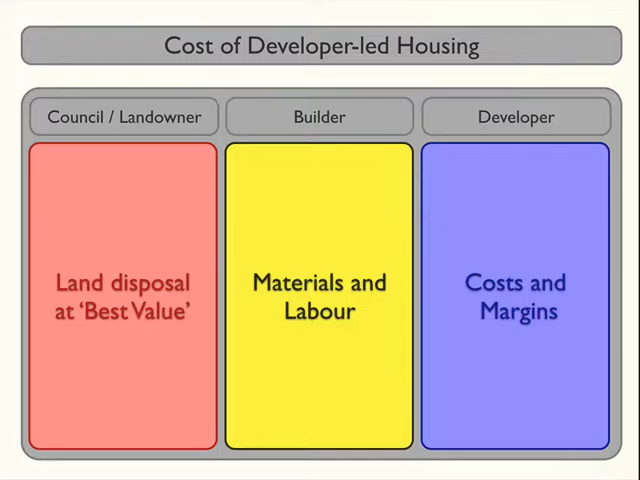 Cost of Developer-led Housing
Council / Landowner
Builder
Developer
Land disposal
at ‘Best Value’
Materials and
Labour
Costs and
Margins